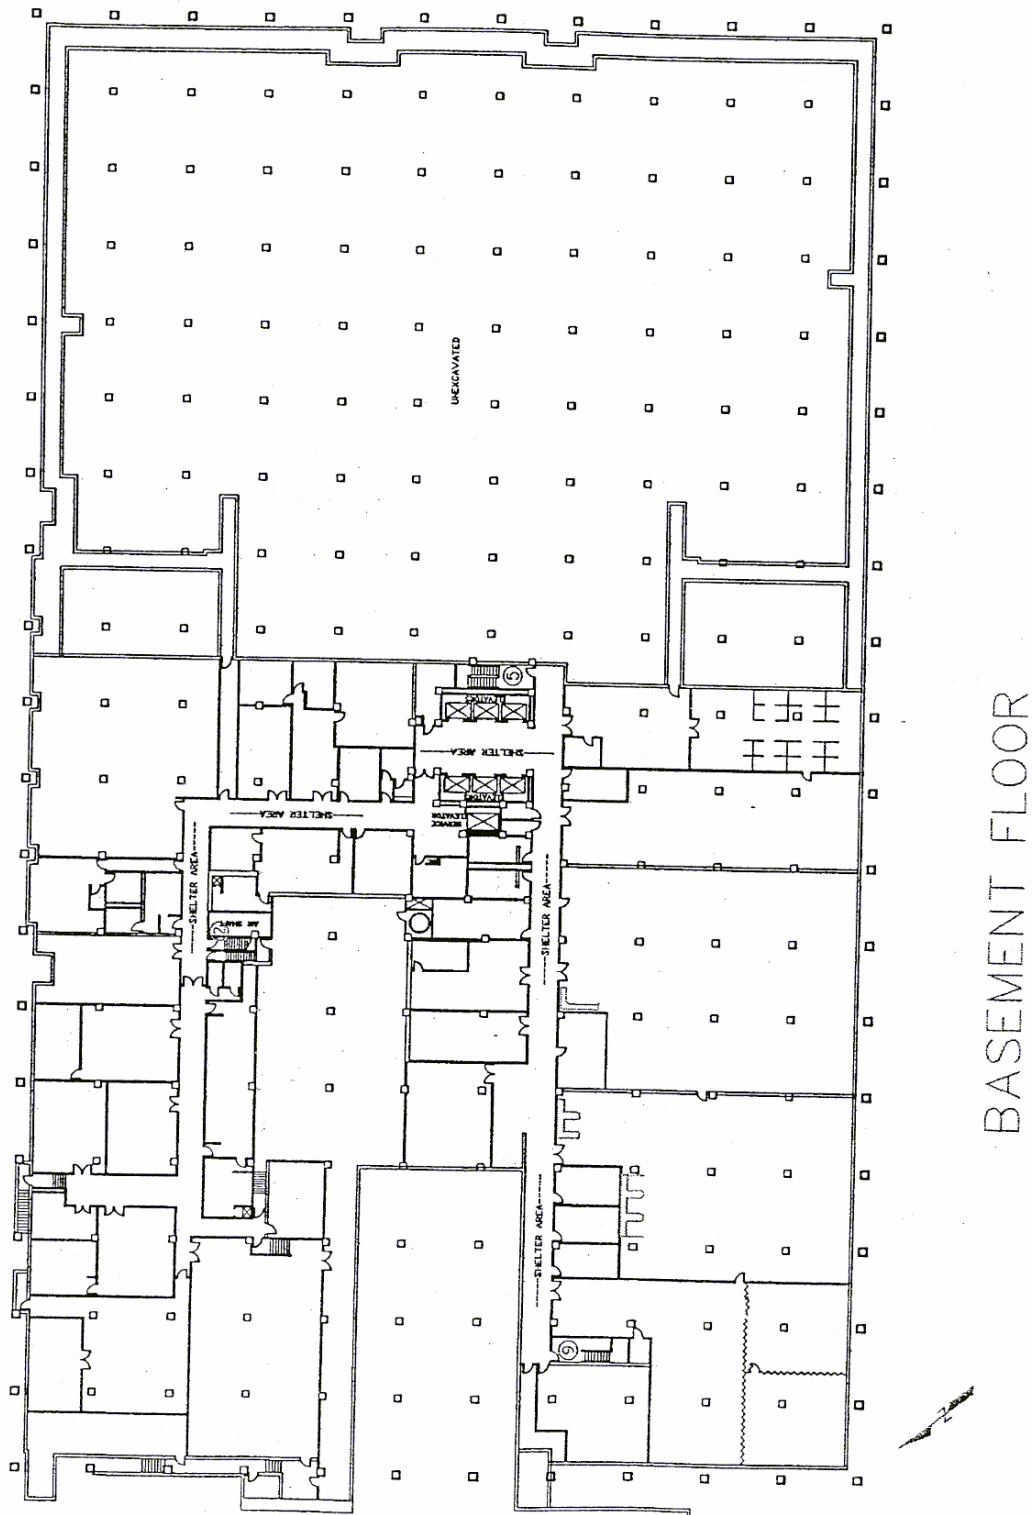 UNEXCAVATED
5
ELEVATORS
-----SHELTER AREA-----
ELEVATORS
SERVICE
ELEVATOR
-----SHELTER AREA-----
-----SHELTER AREA-----
AIR SHAFT
2
-----SHELTER AREA-----
-----SHELTER AREA-----
9
N
BASEMENT FLOOR